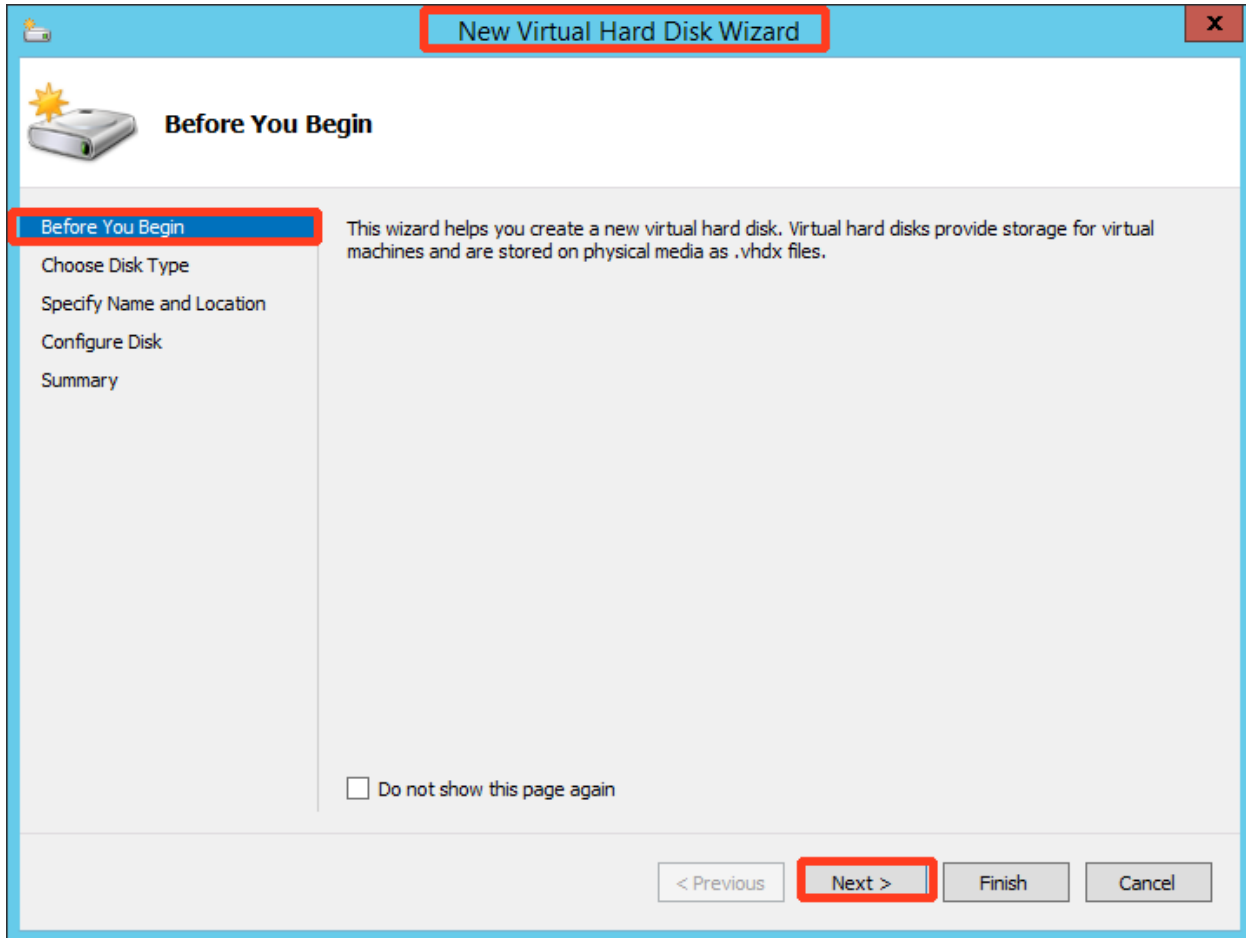 New Virtual Hard Disk Wizard
x
Before You Begin
Before You Begin
Choose Disk Type
Specify Name and Location
Configure Disk
Summary
This wizard helps you create a new virtual hard disk. Virtual hard disks provide storage for virtual
machines and are stored on physical media as .vhdx files.
Do not show this page again
< Previous
Next >
Finish
Cancel